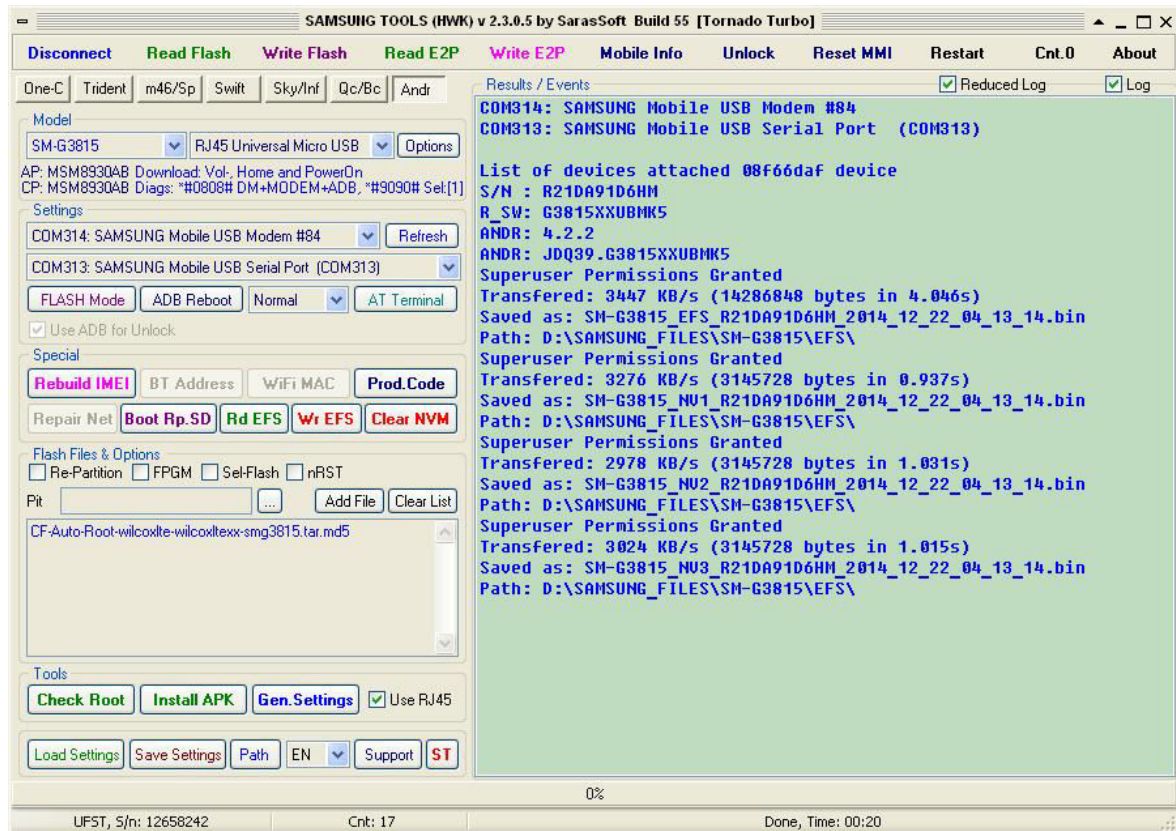 SAMSUNG TOOLS (HWK) v 2.3.0.5 by SarasSoft Build 55 [Tornado Turbo]
Disconnect Read Flash Write Flash Read E2P Write E2P Mobile Info Unlock Reset MMI Restart Cnt.0 About
One-C Trident m46/Sp Swift Sky/Inf Qc/Bc Andr
Model
SM-G3815 RJ45 Universal Micro USB Options
AP: MSM8930AB Download: Vol-, Home and PowerOn
CP: MSM8930AB Diags: *#0808# DM+MODEM+ADB, *#9090# Sel:[1]
Settings
COM314: SAMSUNG Mobile USB Modem #84 Refresh
COM313: SAMSUNG Mobile USB Serial Port (COM313)
FLASH Mode ADB Reboot Normal AT Terminal
Use ADB for Unlock
Special
Rebuild IMEI BT Address WiFi MAC Prod.Code
Repair Net Boot Rp.SD Rd EFS Wr EFS Clear NVM
Flash Files & Options
Re-Partition FPGM Sel-Flash nRST
Pit ... Add File Clear List
CF-Auto-Root-wilcoxlte-wilcoxltexx-smg3815.tar.md5
Tools
Check Root Install APK Gen.Settings Use RJ45
Load Settings Save Settings Path EN Support ST
Results / Events Reduced Log Log
COM314: SAMSUNG Mobile USB Modem #84
COM313: SAMSUNG Mobile USB Serial Port (COM313)
List of devices attached 08f66daf device
S/N : R21DA91D6HM
R_SW: G3815XXUBMK5
ANDR: 4.2.2
ANDR: JDQ39.G3815XXUBMK5
Superuser Permissions Granted
Transfered: 3447 KB/s (14286848 bytes in 4.046s)
Saved as: SM-G3815_EFS_R21DA91D6HM_2014_12_22_04_13_14.bin
Path: D:\SAMSUNG_FILES\SM-G3815\EFS\
Superuser Permissions Granted
Transfered: 3276 KB/s (3145728 bytes in 0.937s)
Saved as: SM-G3815_NV1_R21DA91D6HM_2014_12_22_04_13_14.bin
Path: D:\SAMSUNG_FILES\SM-G3815\EFS\
Superuser Permissions Granted
Transfered: 2978 KB/s (3145728 bytes in 1.031s)
Saved as: SM-G3815_NV2_R21DA91D6HM_2014_12_22_04_13_14.bin
Path: D:\SAMSUNG_FILES\SM-G3815\EFS\
Superuser Permissions Granted
Transfered: 3024 KB/s (3145728 bytes in 1.015s)
Saved as: SM-G3815_NV3_R21DA91D6HM_2014_12_22_04_13_14.bin
Path: D:\SAMSUNG_FILES\SM-G3815\EFS\
0%
UFST, S/n: 12658242 Cnt: 17 Done, Time: 00:20